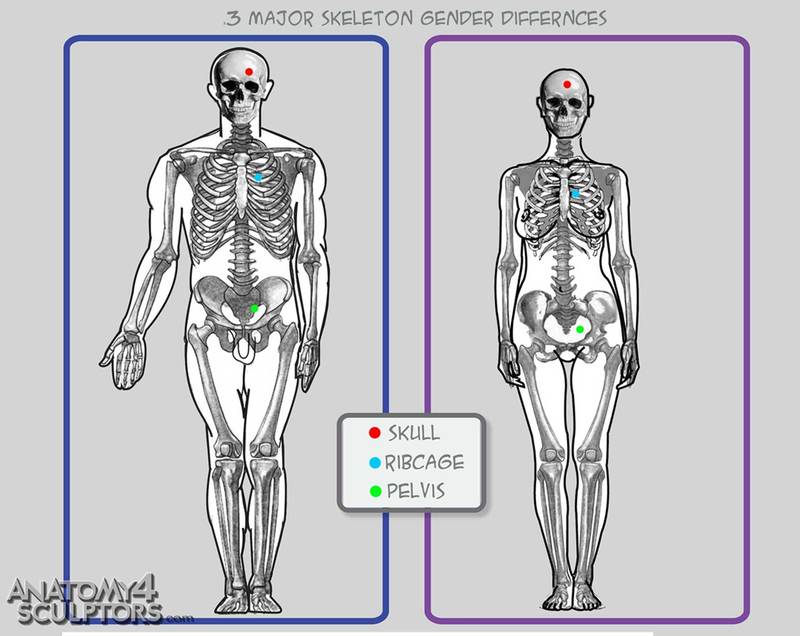 .3 MAJOR SKELETON GENDER DIFFERNCES
SKULL
RIBCAGE
PELVIS
ANATOMY4
SCULPTORS.com